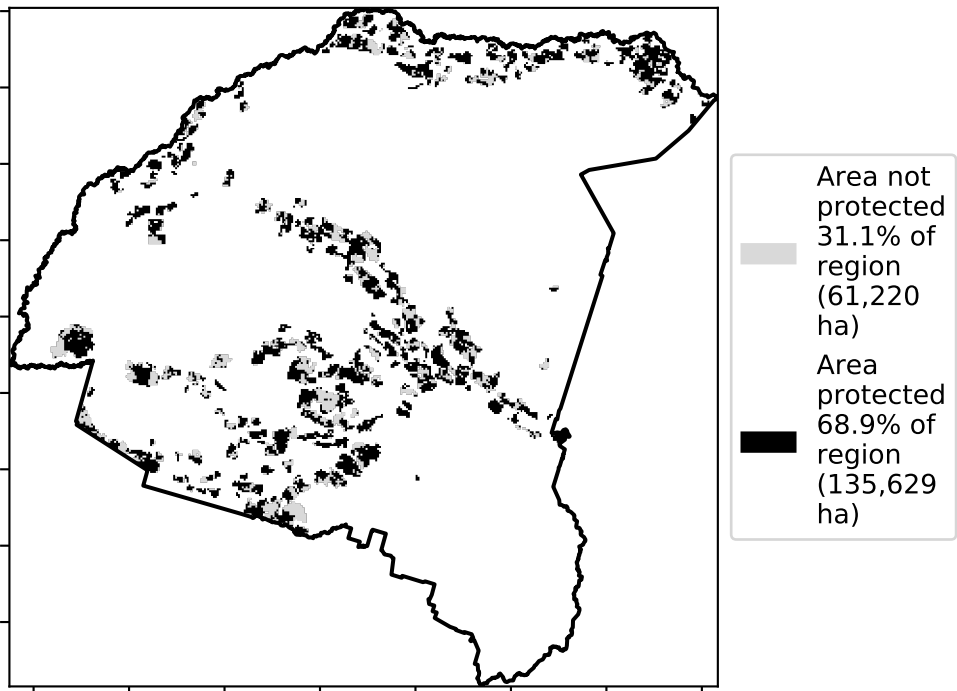 Area not
protected
31.1% of
region
(61,220
ha)
Area
protected
68.9% of
region
(135,629
ha)